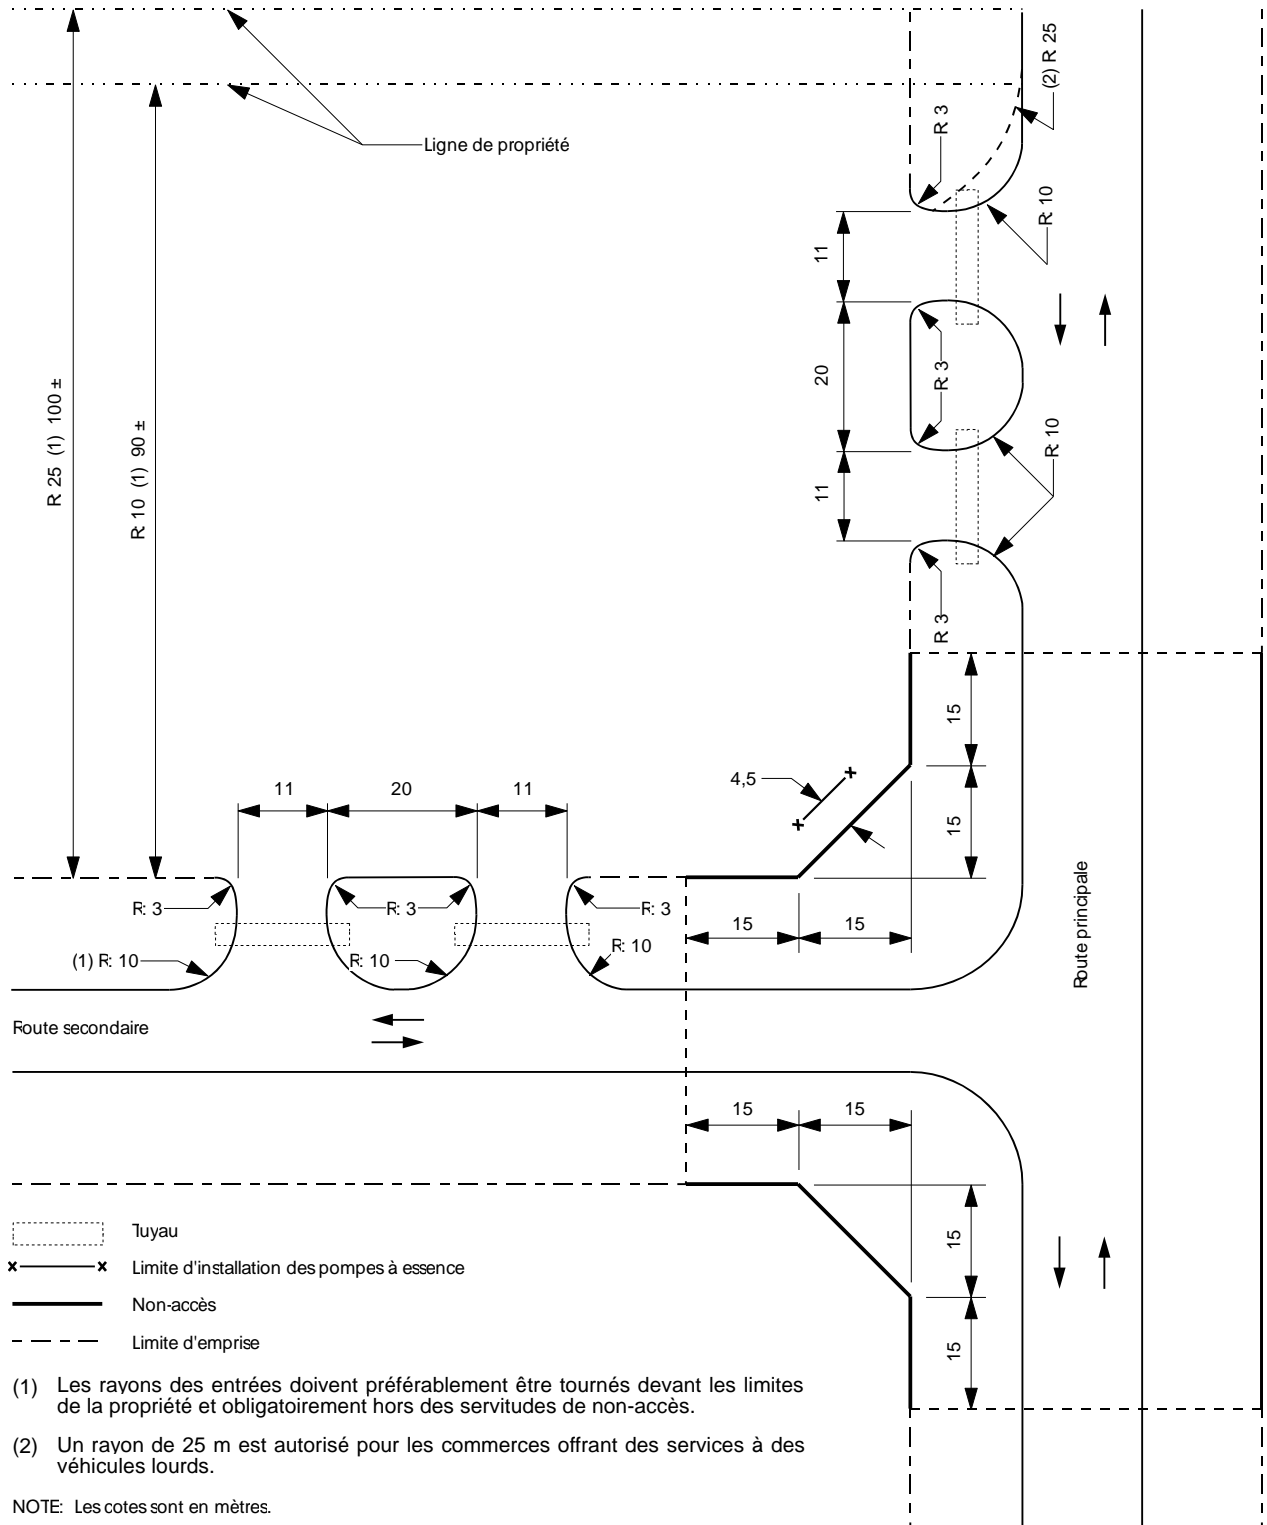 (2) R: 25
R: 3
Ligne de propriété
R: 10
11
20
R: 3
R 25 (1) 100 ±
R: 10 (1) 90 ±
R: 10
11
R: 3
15
4,5
11
20
11
15
R: 3
R: 3
R: 3
15
15
(1) R: 10
R: 10
R: 10
Route principale
Route secondaire
15
15
15
15
Tuyau
Limite d'installation des pompes à essence
Non-accès
Limite d'emprise
(1) Les rayons des entrées doivent préférablement être tournés devant les limites
de la propriété et obligatoirement hors des servitudes de non-accès.
(2) Un rayon de 25 m est autorisé pour les commerces offrant des services à des
véhicules lourds.
NOTE: Les cotes sont en mètres.